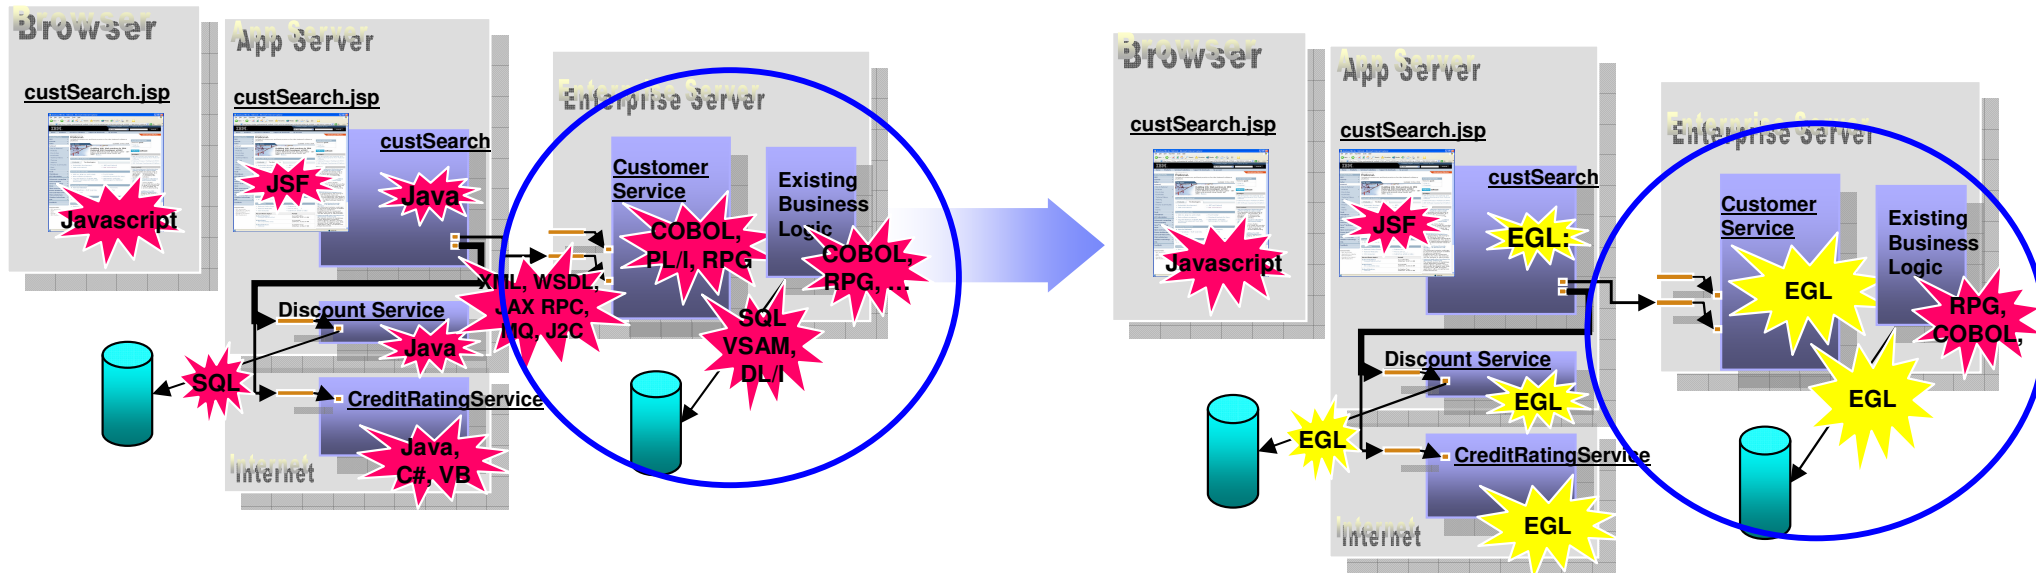 Browser
custSearch.jsp
Javascript
App Server
custSearch.jsp
JSF
custSearch
Java
Discount Service
Java
SQL
CreditRatingService
Java,
C#, VB
Internet
XML, WSDL,
JAX RPC,
MQ, J2C
Enterprise Server
Customer
Service
COBOL,
PL/I, RPG
Existing
Business
Logic
COBOL,
RPG, ...
SQL
VSAM,
DL/I
Browser
custSearch.jsp
Javascript
App Server
custSearch.jsp
JSF
custSearch
EGL:
Discount Service
EGL
EGL
CreditRatingService
EGL
Internet
Enterprise Server
Customer
Service
EGL
Existing
Business
Logic
RPG,
COBOL,
EGL